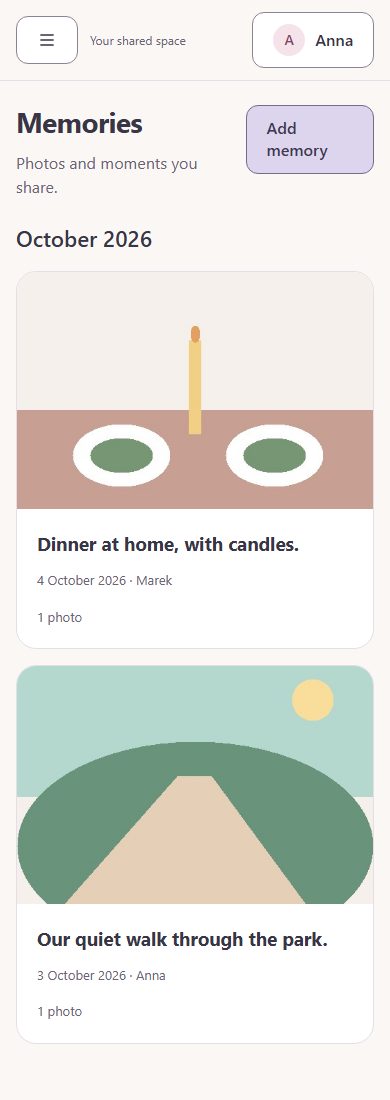 Your shared space
A Anna
Memories
Add
memory
Photos and moments you
share.
October 2026
Dinner at home, with candles.
4 October 2026 · Marek
1 photo
Our quiet walk through the park.
3 October 2026 · Anna
1 photo